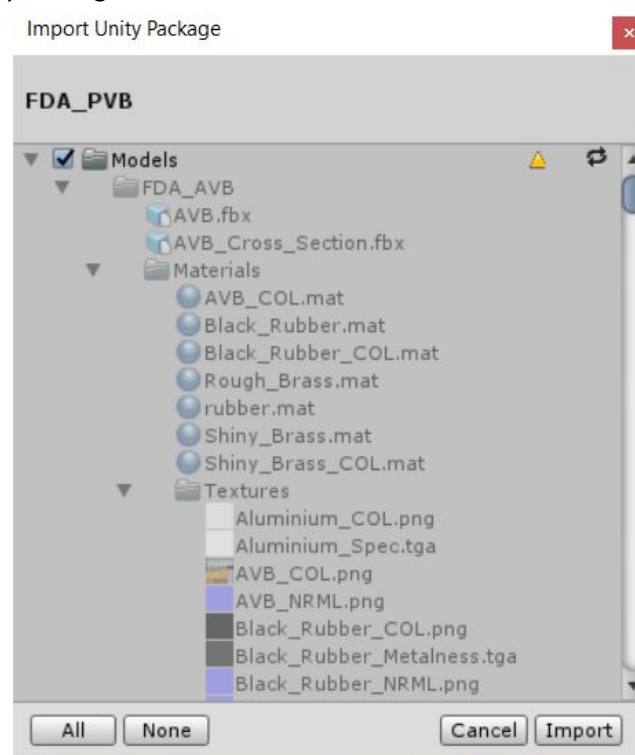 Import Unity Package
x
FDA_PVB
Models
FDA_AVB
AVB.fbx
AVB_Cross_Section.fbx
Materials
AVB_COL.mat
Black_Rubber.mat
Black_Rubber_COL.mat
Rough_Brass.mat
rubber.mat
Shiny_Brass.mat
Shiny_Brass_COL.mat
Textures
Aluminium_COL.png
Aluminium_Spec.tga
AVB_COL.png
AVB_NRML.png
Black_Rubber_COL.png
Black_Rubber_Metalness.tga
Black_Rubber_NRML.png
All None Cancel Import